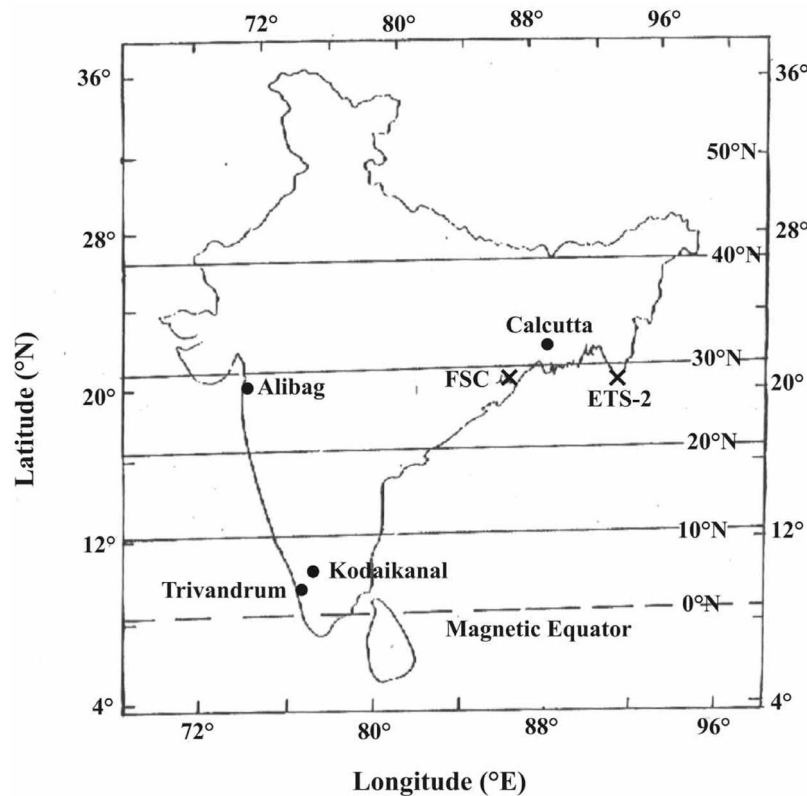 72° 80° 88° 96°
36° 36°
50°N
28° 28°
40°N
Calcutta
30°N
FSC
Alibag
ETS-2
20° 20°
20°N
12° 10°N 12°
Kodaikanal
Trivandrum
0°N
Magnetic Equator
4° 4°
72° 80° 88° 96°
Latitude (°N)
Longitude (°E)